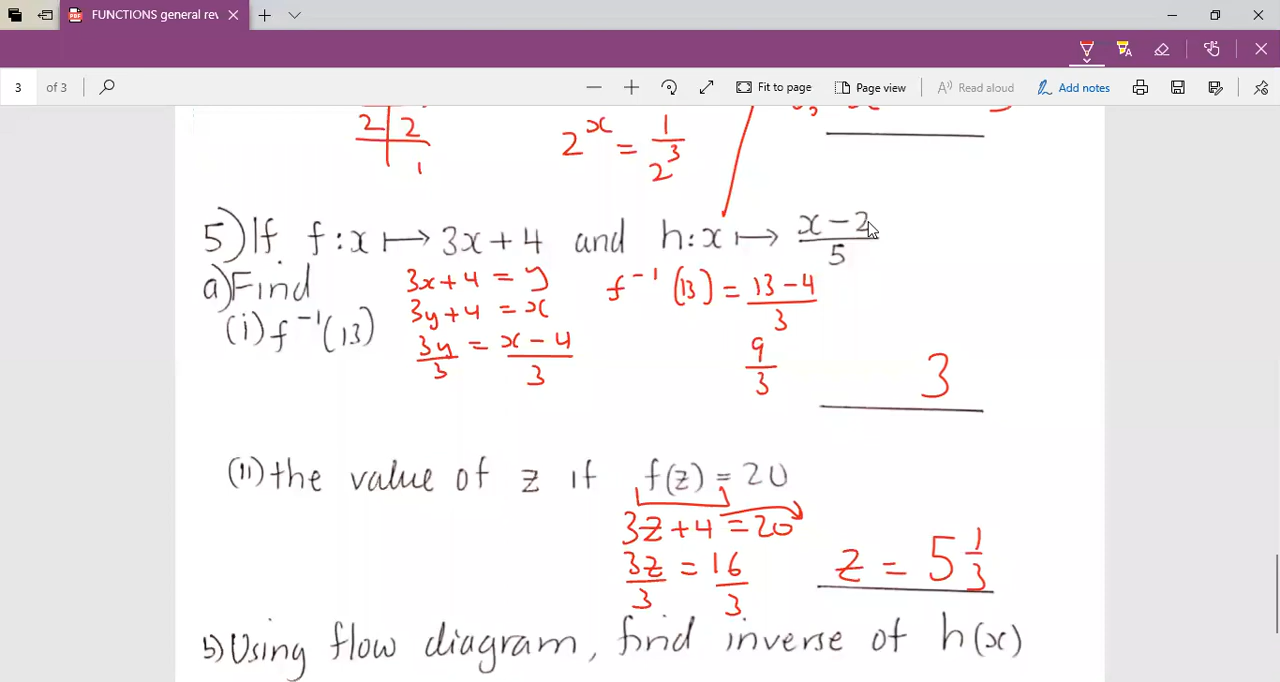 FUNCTIONS general rev
3 of 3 Fit to page Page view Read aloud Add notes
2 | 2
1
2^x = 1/2^3
5) If f : x ↦ 3x + 4 and h : x ↦ (x − 2)/5
a) Find
3x + 4 = y
f^−1 (13) = (13 − 4)/3
(i) f^−1(13)
3y + 4 = x
3y/3 = (x − 4)/3
9/3
3
(II) the value of z if f(z) = 20
3z + 4 = 20
3z/3 = 16/3
z = 5 1/3
b) Using flow diagram, find inverse of h(x)